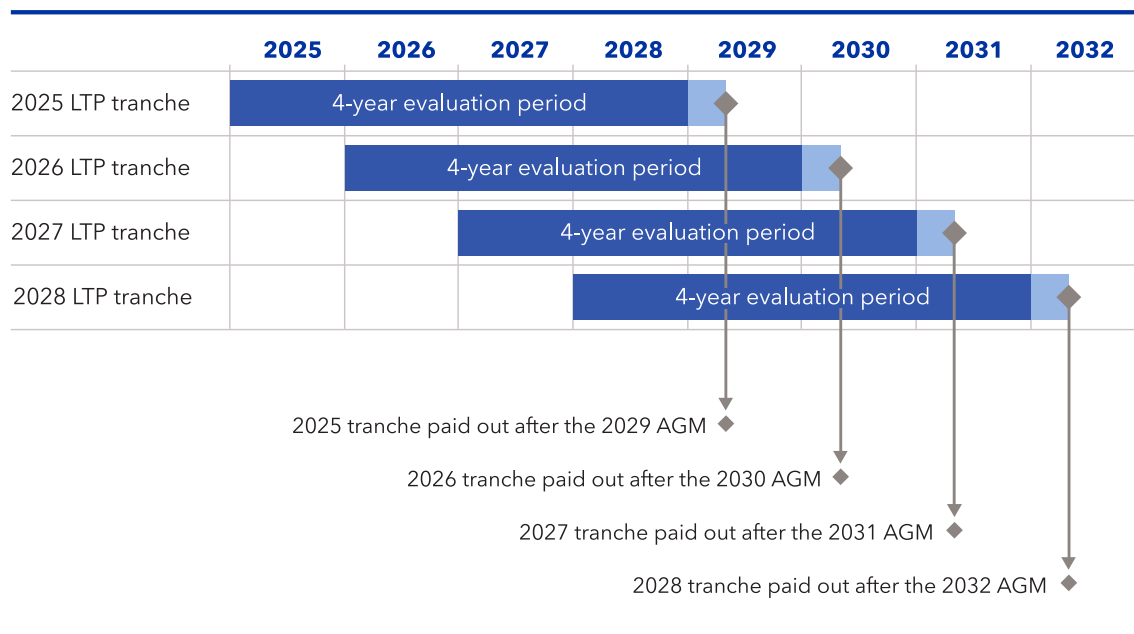 2025 2026 2027 2028 2029 2030 2031 2032
2025 LTP tranche 4-year evaluation period
2026 LTP tranche 4-year evaluation period
2027 LTP tranche 4-year evaluation period
2028 LTP tranche 4-year evaluation period
2025 tranche paid out after the 2029 AGM
2026 tranche paid out after the 2030 AGM
2027 tranche paid out after the 2031 AGM
2028 tranche paid out after the 2032 AGM